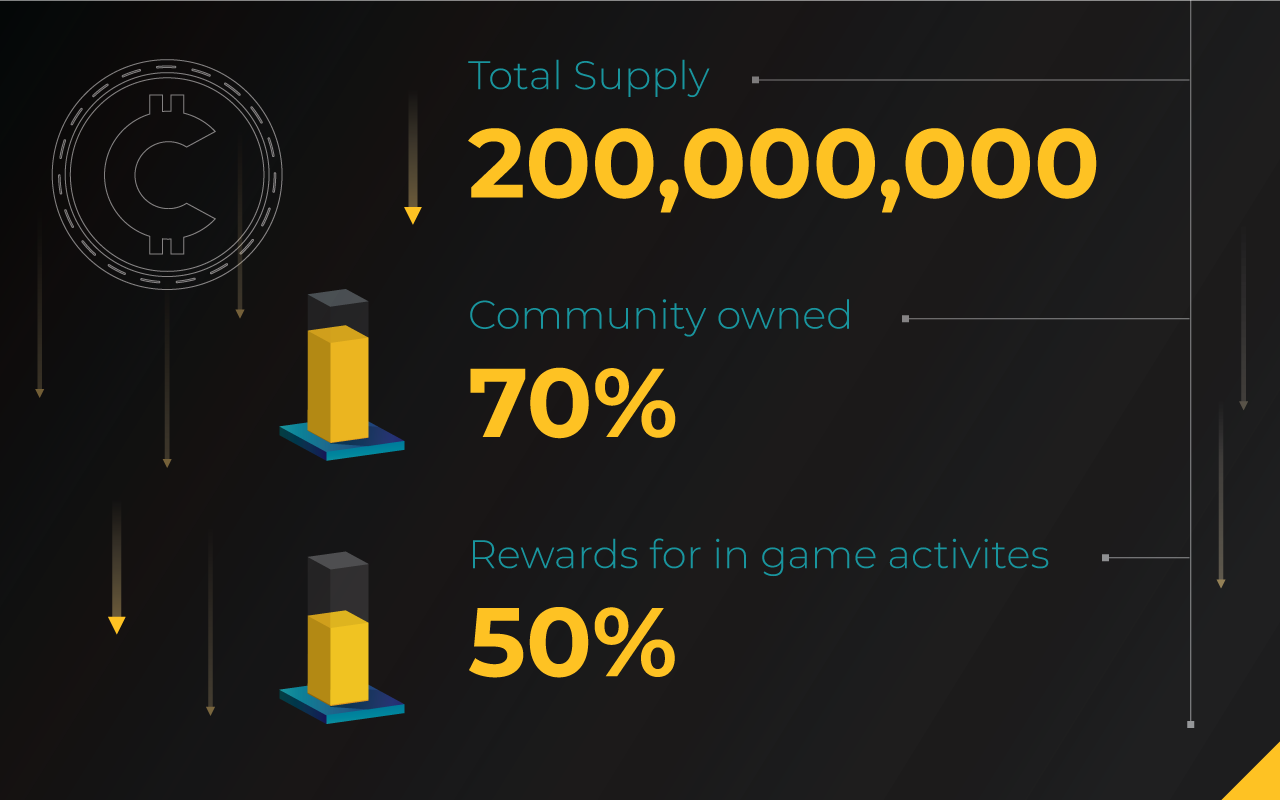 Total Supply
200,000,000
Community owned
70%
Rewards for in game activites
50%